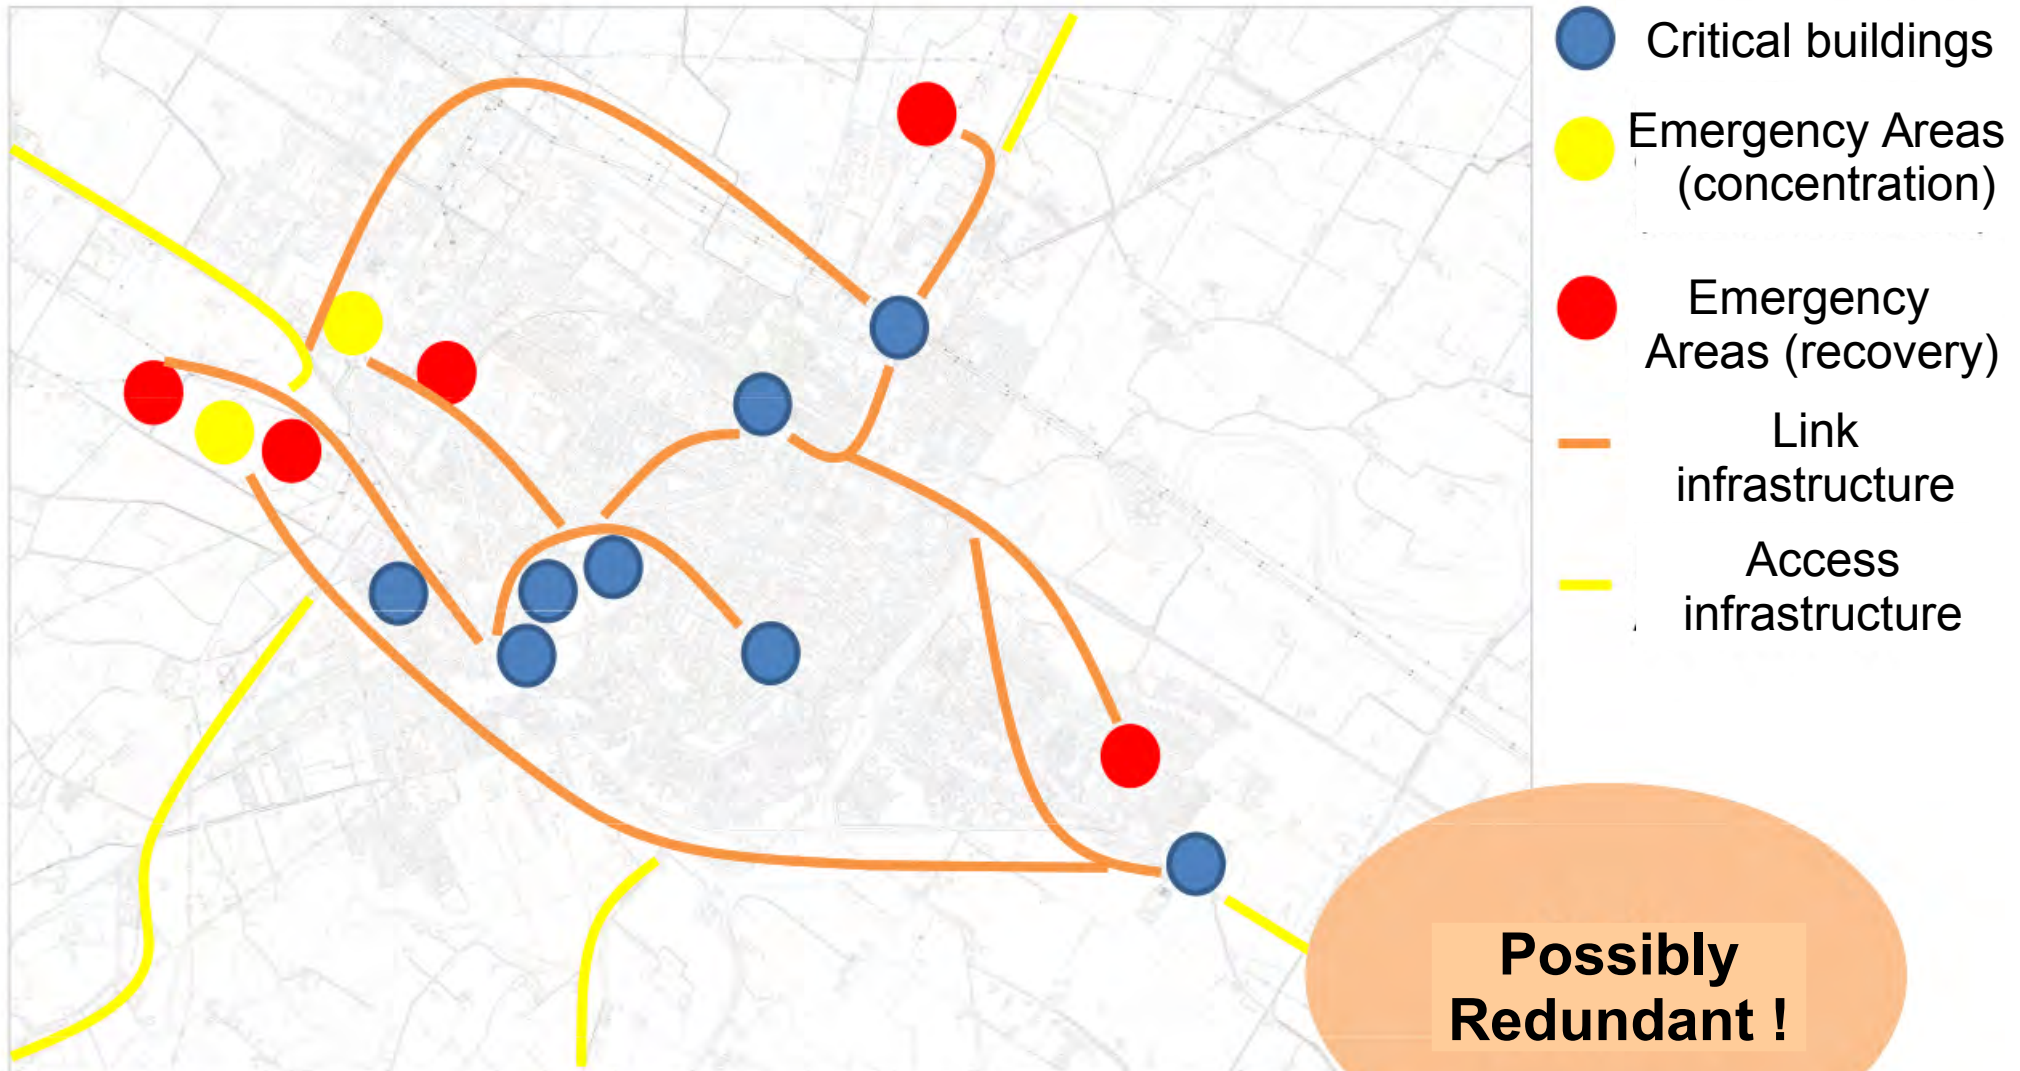 Critical buildings
Emergency Areas
(concentration)
Emergency
Areas (recovery)
Link
infrastructure
Access
infrastructure
Possibly
Redundant !